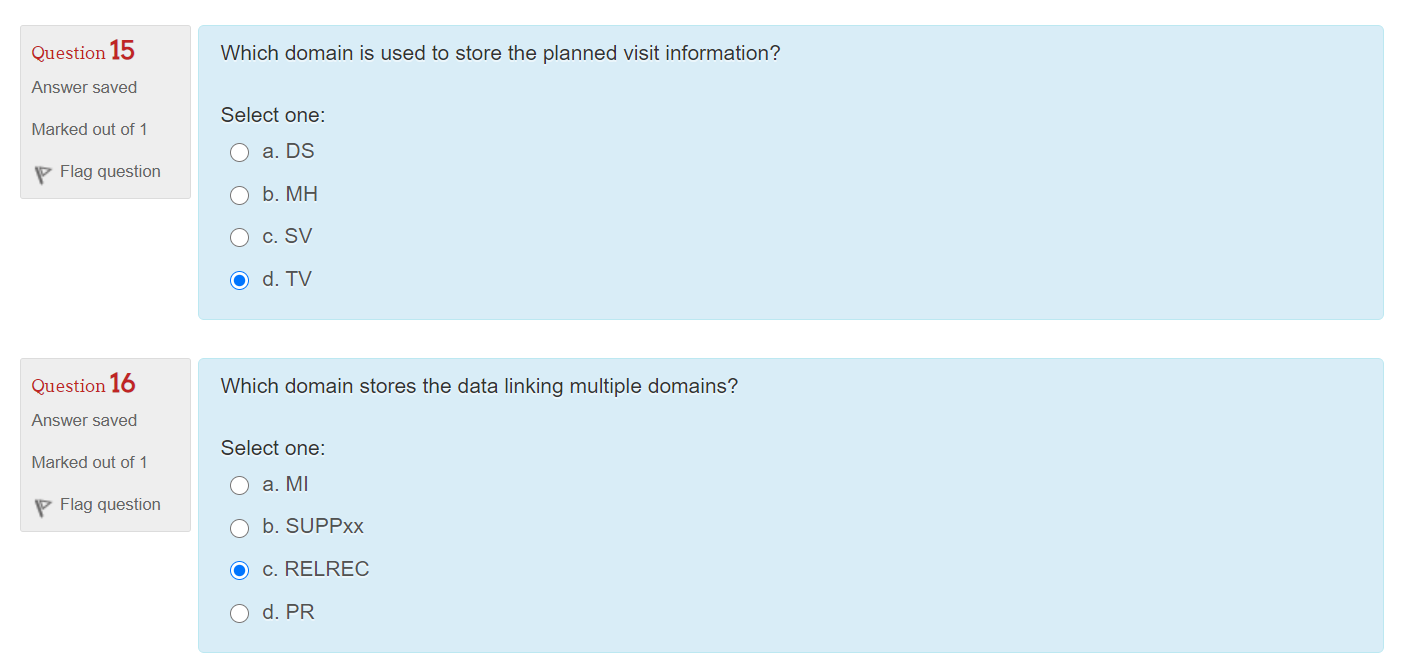 Question 15
Answer saved
Marked out of 1
Flag question
Which domain is used to store the planned visit information?
Select one:
a. DS
b. MH
c. SV
d. TV
Question 16
Answer saved
Marked out of 1
Flag question
Which domain stores the data linking multiple domains?
Select one:
a. MI
b. SUPPxx
c. RELREC
d. PR